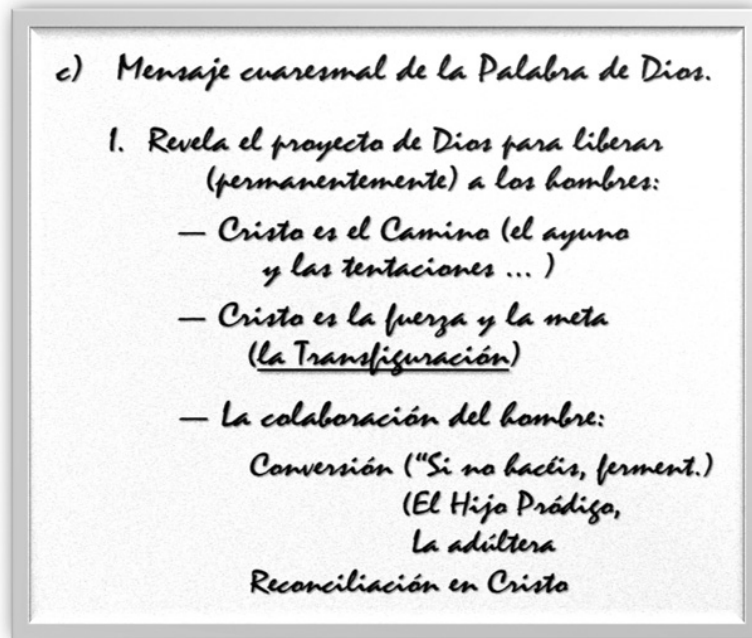 c) Mensaje cuaresmal de la Palabra de Dios.
1. Revela el proyecto de Dios para liberar
(permanentemente) a los hombres:
— Cristo es el Camino (el ayuno
y las tentaciones ... )
— Cristo es la fuerza y la meta
(la Transfiguración)
— La colaboración del hombre:
Conversión ("Si no hacéis, ferment.)
(El Hijo Pródigo,
La adúltera
Reconciliación en Cristo